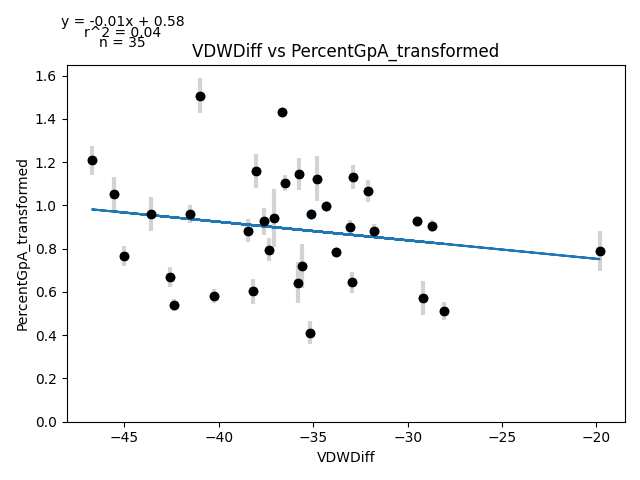 y = -0.01x + 0.58
r^2 = 0.04
n = 35
VDWDiff vs PercentGpA_transformed
1.6
1.4
1.2
1.0
0.8
0.6
0.4
0.2
0.0
PercentGpA_transformed
−45
−40
−35
−30
−25
−20
VDWDiff